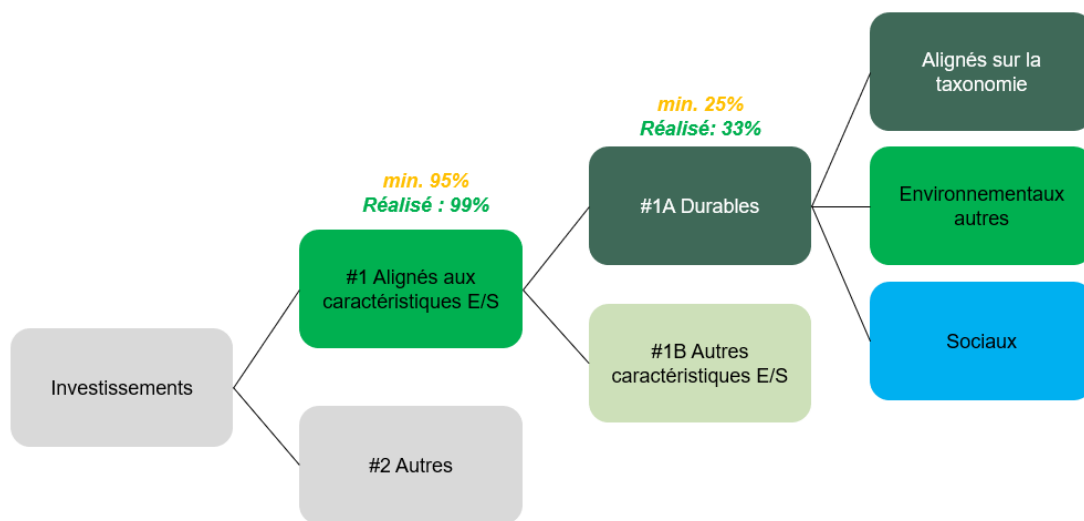 Alignés sur la
taxonomie
min. 25%
Réalisé: 33%
min. 95%
Réalisé : 99%
#1A Durables
Environnementaux
autres
#1 Alignés aux
caractéristiques E/S
Sociaux
#1B Autres
caractéristiques E/S
Investissements
#2 Autres